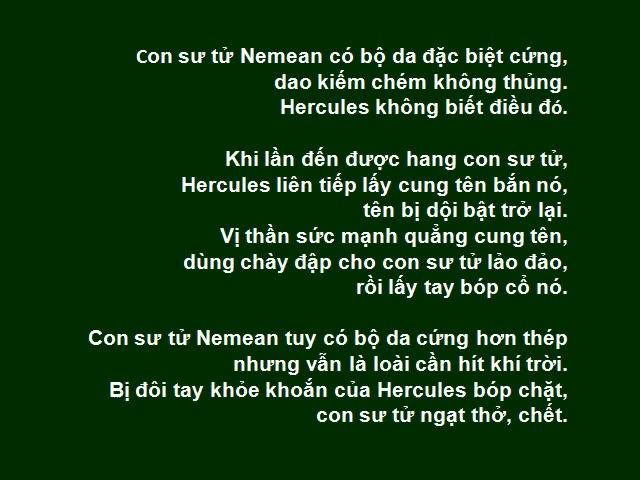 Con sư tử Nemean có bộ da đặc biệt cứng,
dao kiếm chém không thủng.
Hercules không biết điều đó.
Khi lần đến được hang con sư tử,
Hercules liên tiếp lấy cung tên bắn nó,
tên bị dội bật trở lại.
Vị thần sức mạnh quẳng cung tên,
dùng chày đập cho con sư tử lảo đảo,
rồi lấy tay bóp cổ nó.
Con sư tử Nemean tuy có bộ da cứng hơn thép
nhưng vẫn là loài cần hít khí trời.
Bị đôi tay khỏe khoắn của Hercules bóp chặt,
con sư tử ngạt thở, chết.